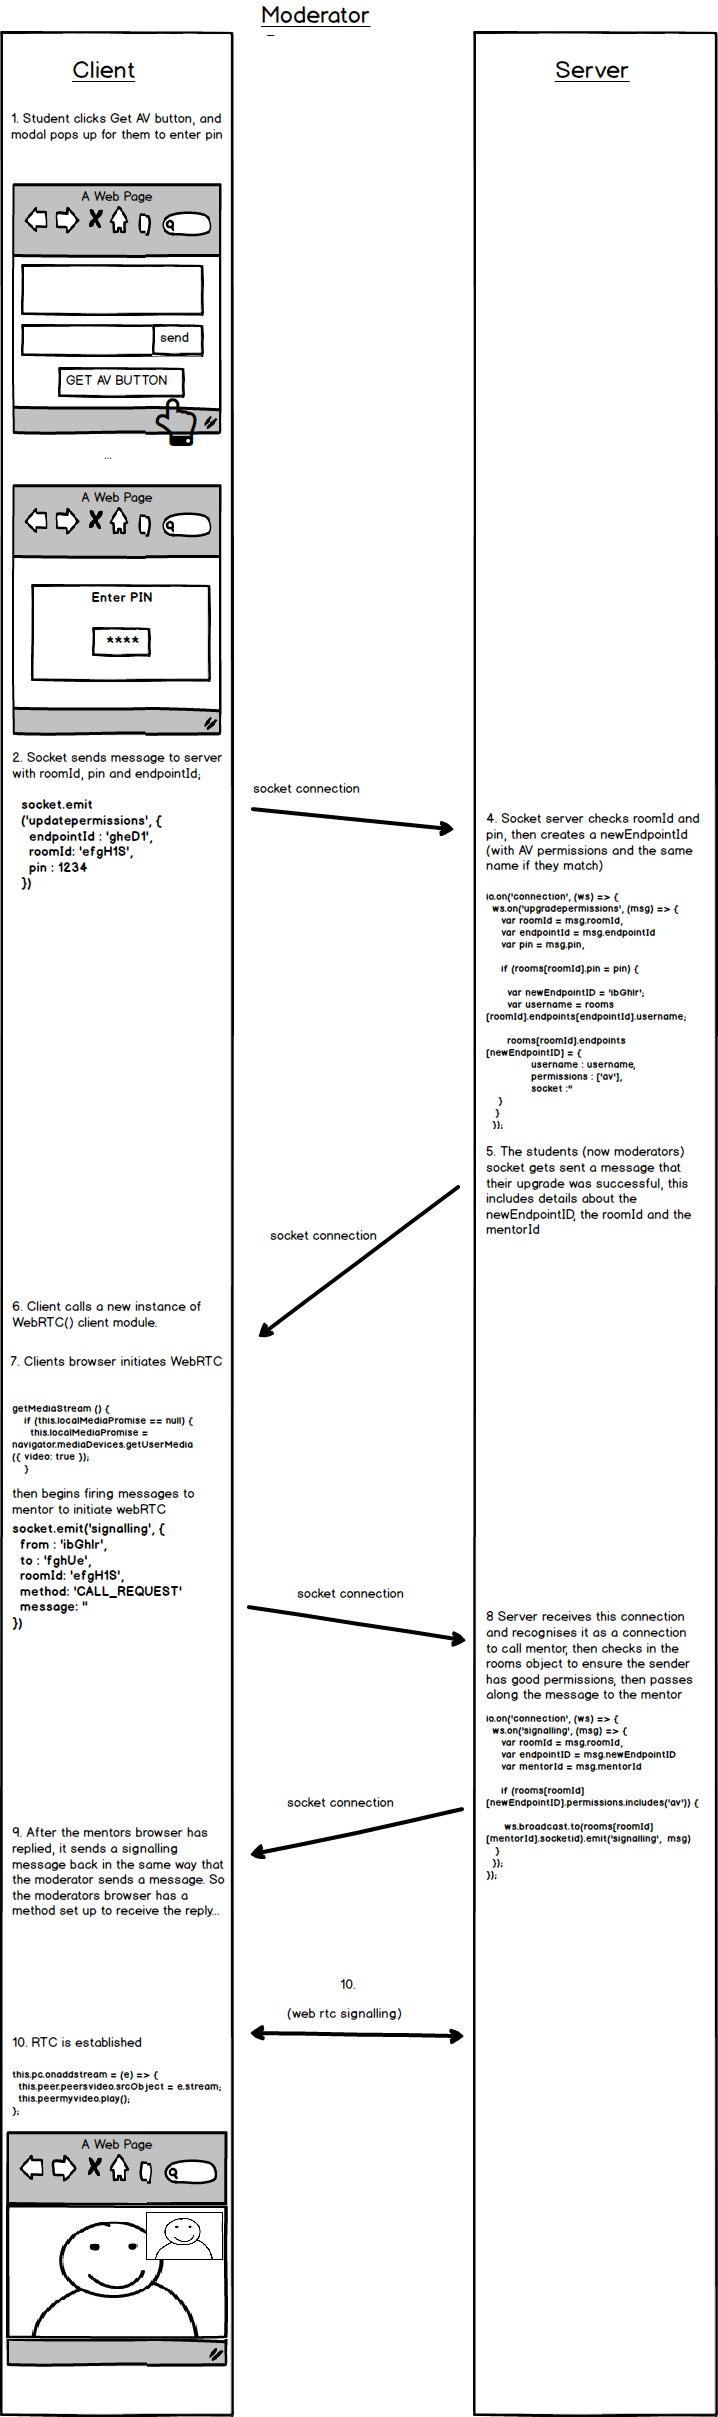 Moderator
Client
Server
1. Student clicks Get AV button, and
modal pops up for them to enter pin
A Web Page
send
GET AV BUTTON
...
A Web Page
Enter PIN
****
2. Socket sends message to server
with roomId, pin and endpointId;
socket.emit
('updatepermissions', {
endpointId : 'gheD1',
roomId: 'efgH1S',
pin : 1234
})
socket connection
4. Socket server checks roomId and
pin, then creates a newEndpointId
(with AV permissions and the same
name if they match)
io.on('connection', (ws) => {
ws.on('upgradepermissions', (msg) => {
var roomId = msg.roomId,
var endpointId = msg.endpointId
var pin = msg.pin,
if (rooms[roomId].pin = pin) {
var newEndpointID = 'ibGhIr';
var username = rooms
[roomId].endpoints[endpointId].username;
rooms[roomId].endpoints
[newEndpointID] = {
username : username,
permissions : ['av'],
socket :''
}
}
});
5. The students (now moderators)
socket gets sent a message that
their upgrade was successful, this
includes details about the
newEndpointID, the roomId and the
mentorId
socket connection
6. Client calls a new instance of
WebRTC() client module.
7. Clients browser initiates WebRTC
getMediaStream () {
if (this.localMediaPromise == null) {
this.localMediaPromise =
navigator.mediaDevices.getUserMedia
({ video: true });
}
then begins firing messages to
mentor to initiate webRTC
socket.emit('signalling', {
from : 'ibGhIr',
to : 'fghUe',
roomId: 'efgH1S',
method: 'CALL_REQUEST'
message: ''
})
socket connection
8 Server receives this connection
and recognises it as a connection
to call mentor, then checks in the
rooms object to ensure the sender
has good permissions, then passes
along the message to the mentor
io.on('connection', (ws) => {
ws.on('signalling', (msg) => {
var roomId = msg.roomId,
var endpointID = msg.newEndpointID
var mentorId = msg.mentorId
if (rooms[roomId]
[newEndpointID].permissions.includes('av')) {
ws.broadcast.to(rooms[roomId]
[mentorId].socketid).emit('signalling', msg)
}
});
});
socket connection
9. After the mentors browser has
replied, it sends a signalling
message back in the same way that
the moderator sends a message. So
the moderators browser has a
method set up to receive the reply...
10.
(web rtc signalling)
10. RTC is established
this.pc.onaddstream = (e) => {
this.peer.peersvideo.srcObject = e.stream;
this.peermyvideo.play();
};
A Web Page